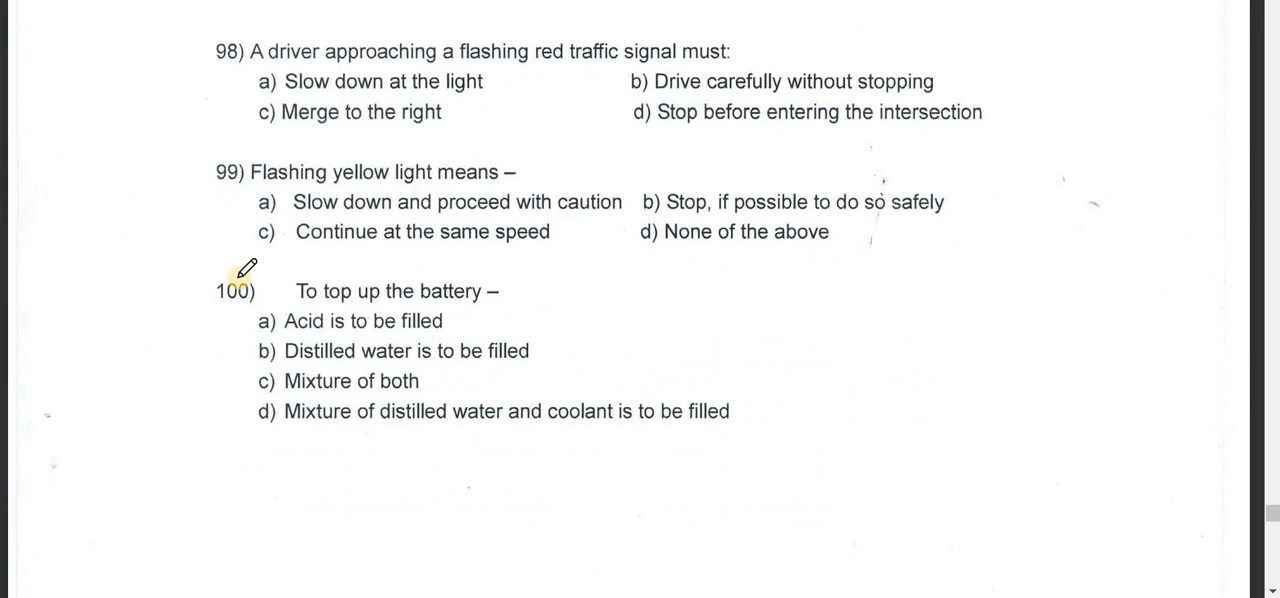 98) A driver approaching a flashing red traffic signal must:
a) Slow down at the light b) Drive carefully without stopping
c) Merge to the right d) Stop before entering the intersection
99) Flashing yellow light means –
a) Slow down and proceed with caution b) Stop, if possible to do so safely
c) Continue at the same speed d) None of the above
100) To top up the battery –
a) Acid is to be filled
b) Distilled water is to be filled
c) Mixture of both
d) Mixture of distilled water and coolant is to be filled